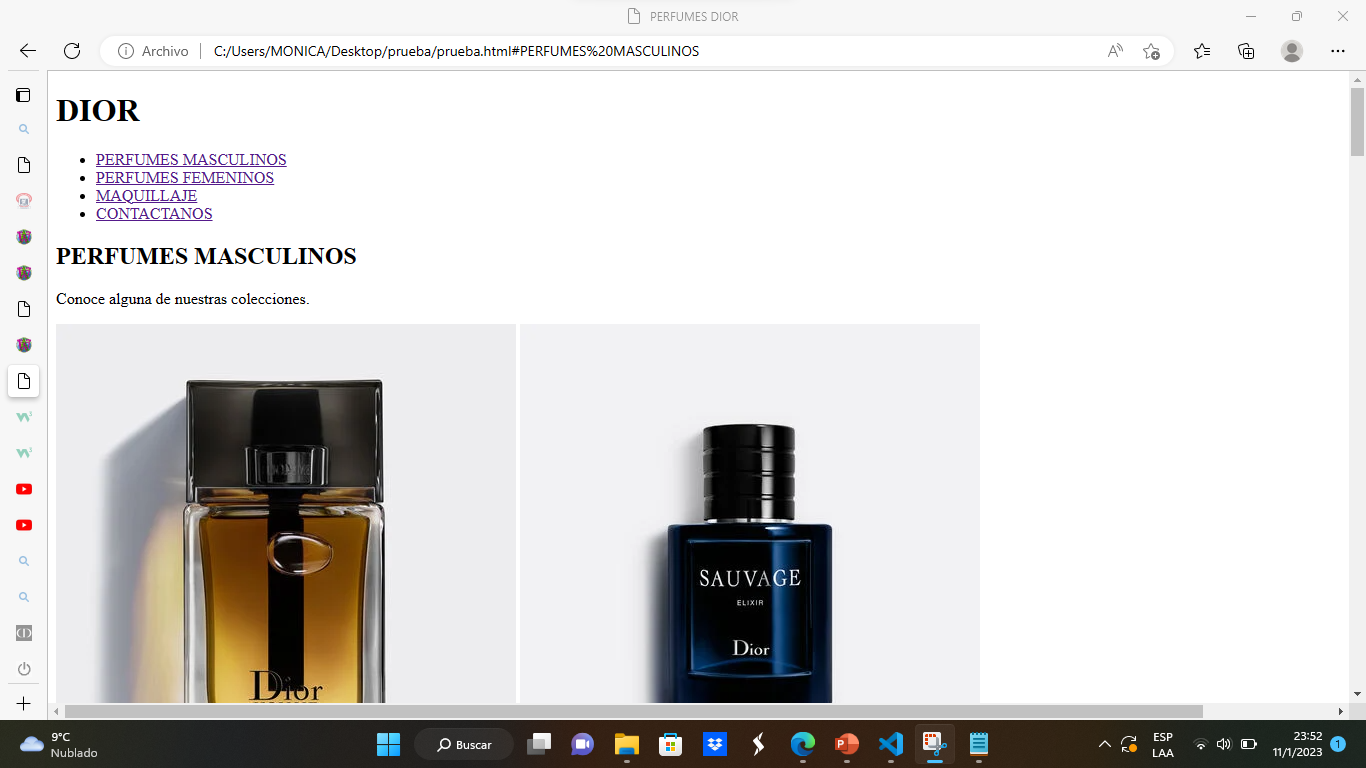 PERFUMES DIOR
Archivo
C:/Users/MONICA/Desktop/prueba/prueba.html#PERFUMES%20MASCULINOS
DIOR
PERFUMES MASCULINOS
PERFUMES FEMENINOS
MAQUILLAJE
CONTACTANOS
PERFUMES MASCULINOS
Conoce alguna de nuestras colecciones.
Dior
SAUVAGE
ELIXIR
Dior
9°C
Nublado
Buscar
ESP
LAA
23:52
11/1/2023
1